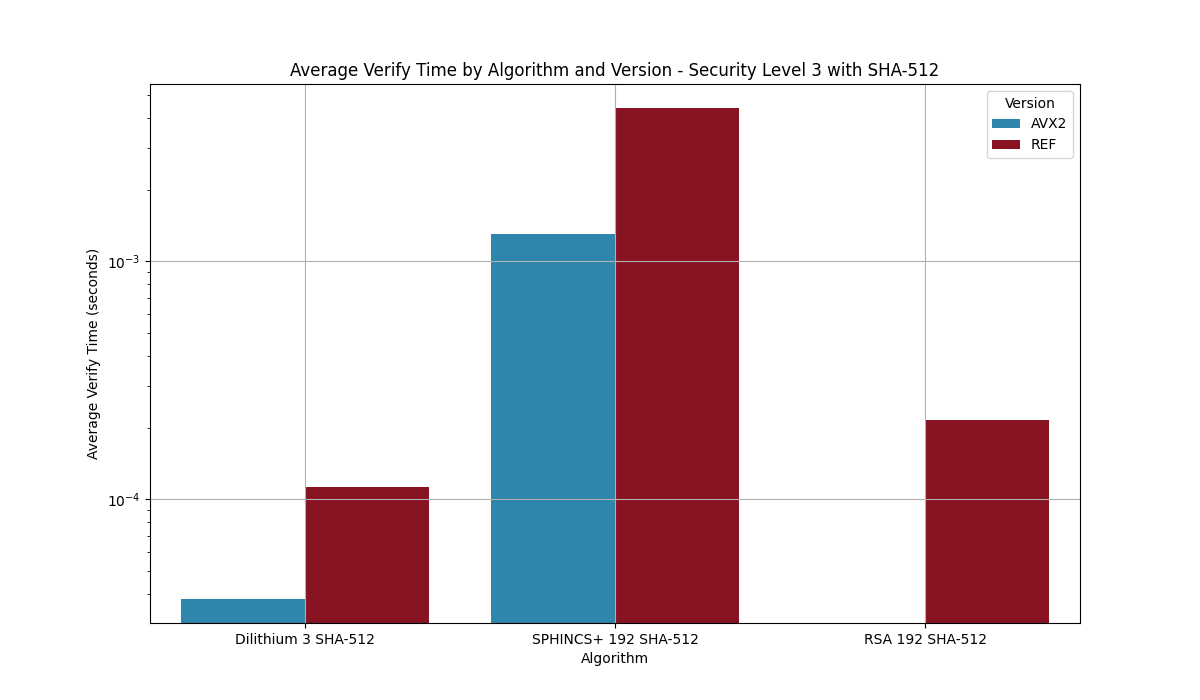 Average Verify Time by Algorithm and Version - Security Level 3 with SHA-512
Version
AVX2
REF
Average Verify Time (seconds)
10⁻³
10⁻⁴
Dilithium 3 SHA-512
SPHINCS+ 192 SHA-512
RSA 192 SHA-512
Algorithm